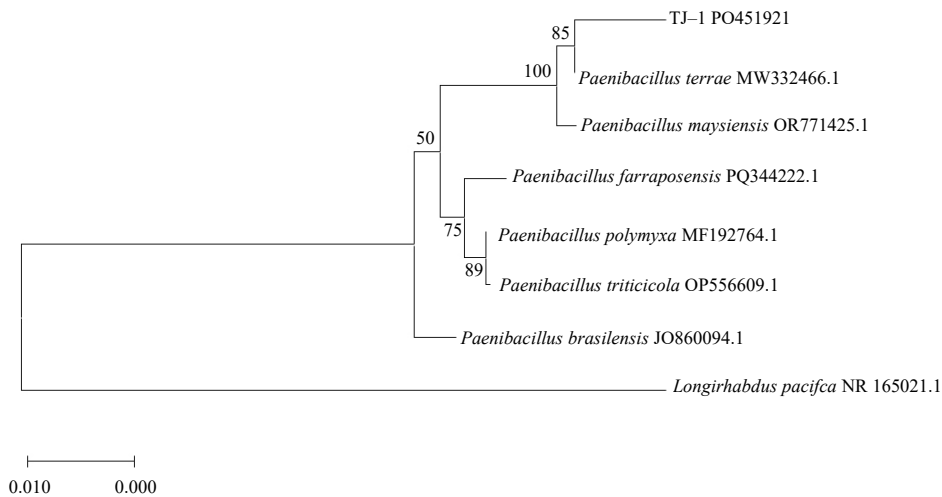 TJ–1 PO451921
85
Paenibacillus terrae MW332466.1
100
Paenibacillus maysiensis OR771425.1
50
Paenibacillus farraposensis PQ344222.1
75
Paenibacillus polymyxa MF192764.1
89
Paenibacillus triticicola OP556609.1
Paenibacillus brasilensis JO860094.1
Longirhabdus pacifca NR 165021.1
0.010 0.000